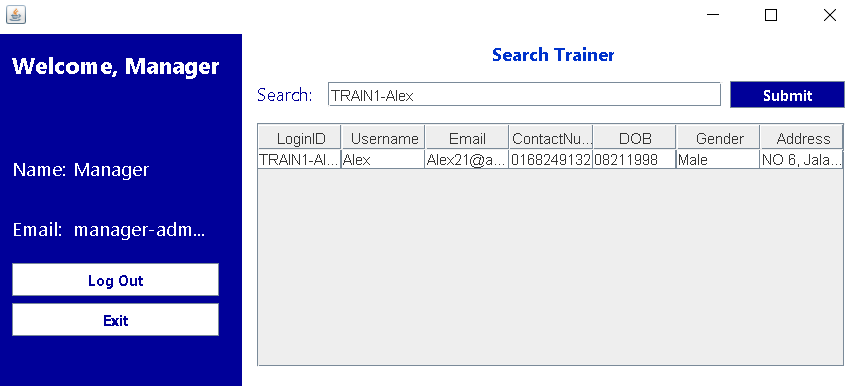 Welcome, Manager
Name: Manager
Email: manager-adm...
Log Out
Exit
Search Trainer
Search: TRAIN1-Alex Submit
LoginID Username Email ContactNu... DOB Gender Address
TRAIN1-Al... Alex Alex21@a... 0168249132 08211998 Male NO 6, Jala...